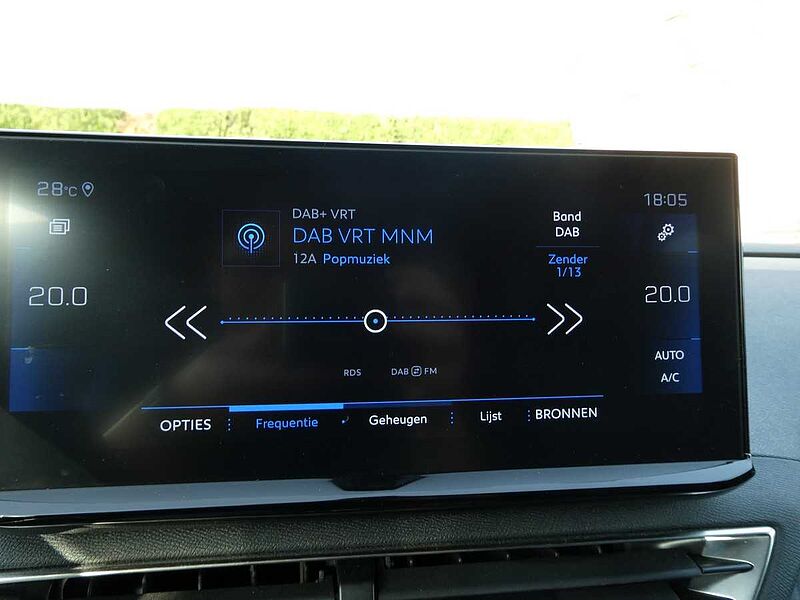 28°C
18:05
DAB+ VRT
DAB VRT MNM
12A Popmuziek
Band
DAB
Zender
1/13
20.0
20.0
RDS
DAB FM
AUTO
A/C
OPTIES
Frequentie
Geheugen
Lijst
BRONNEN